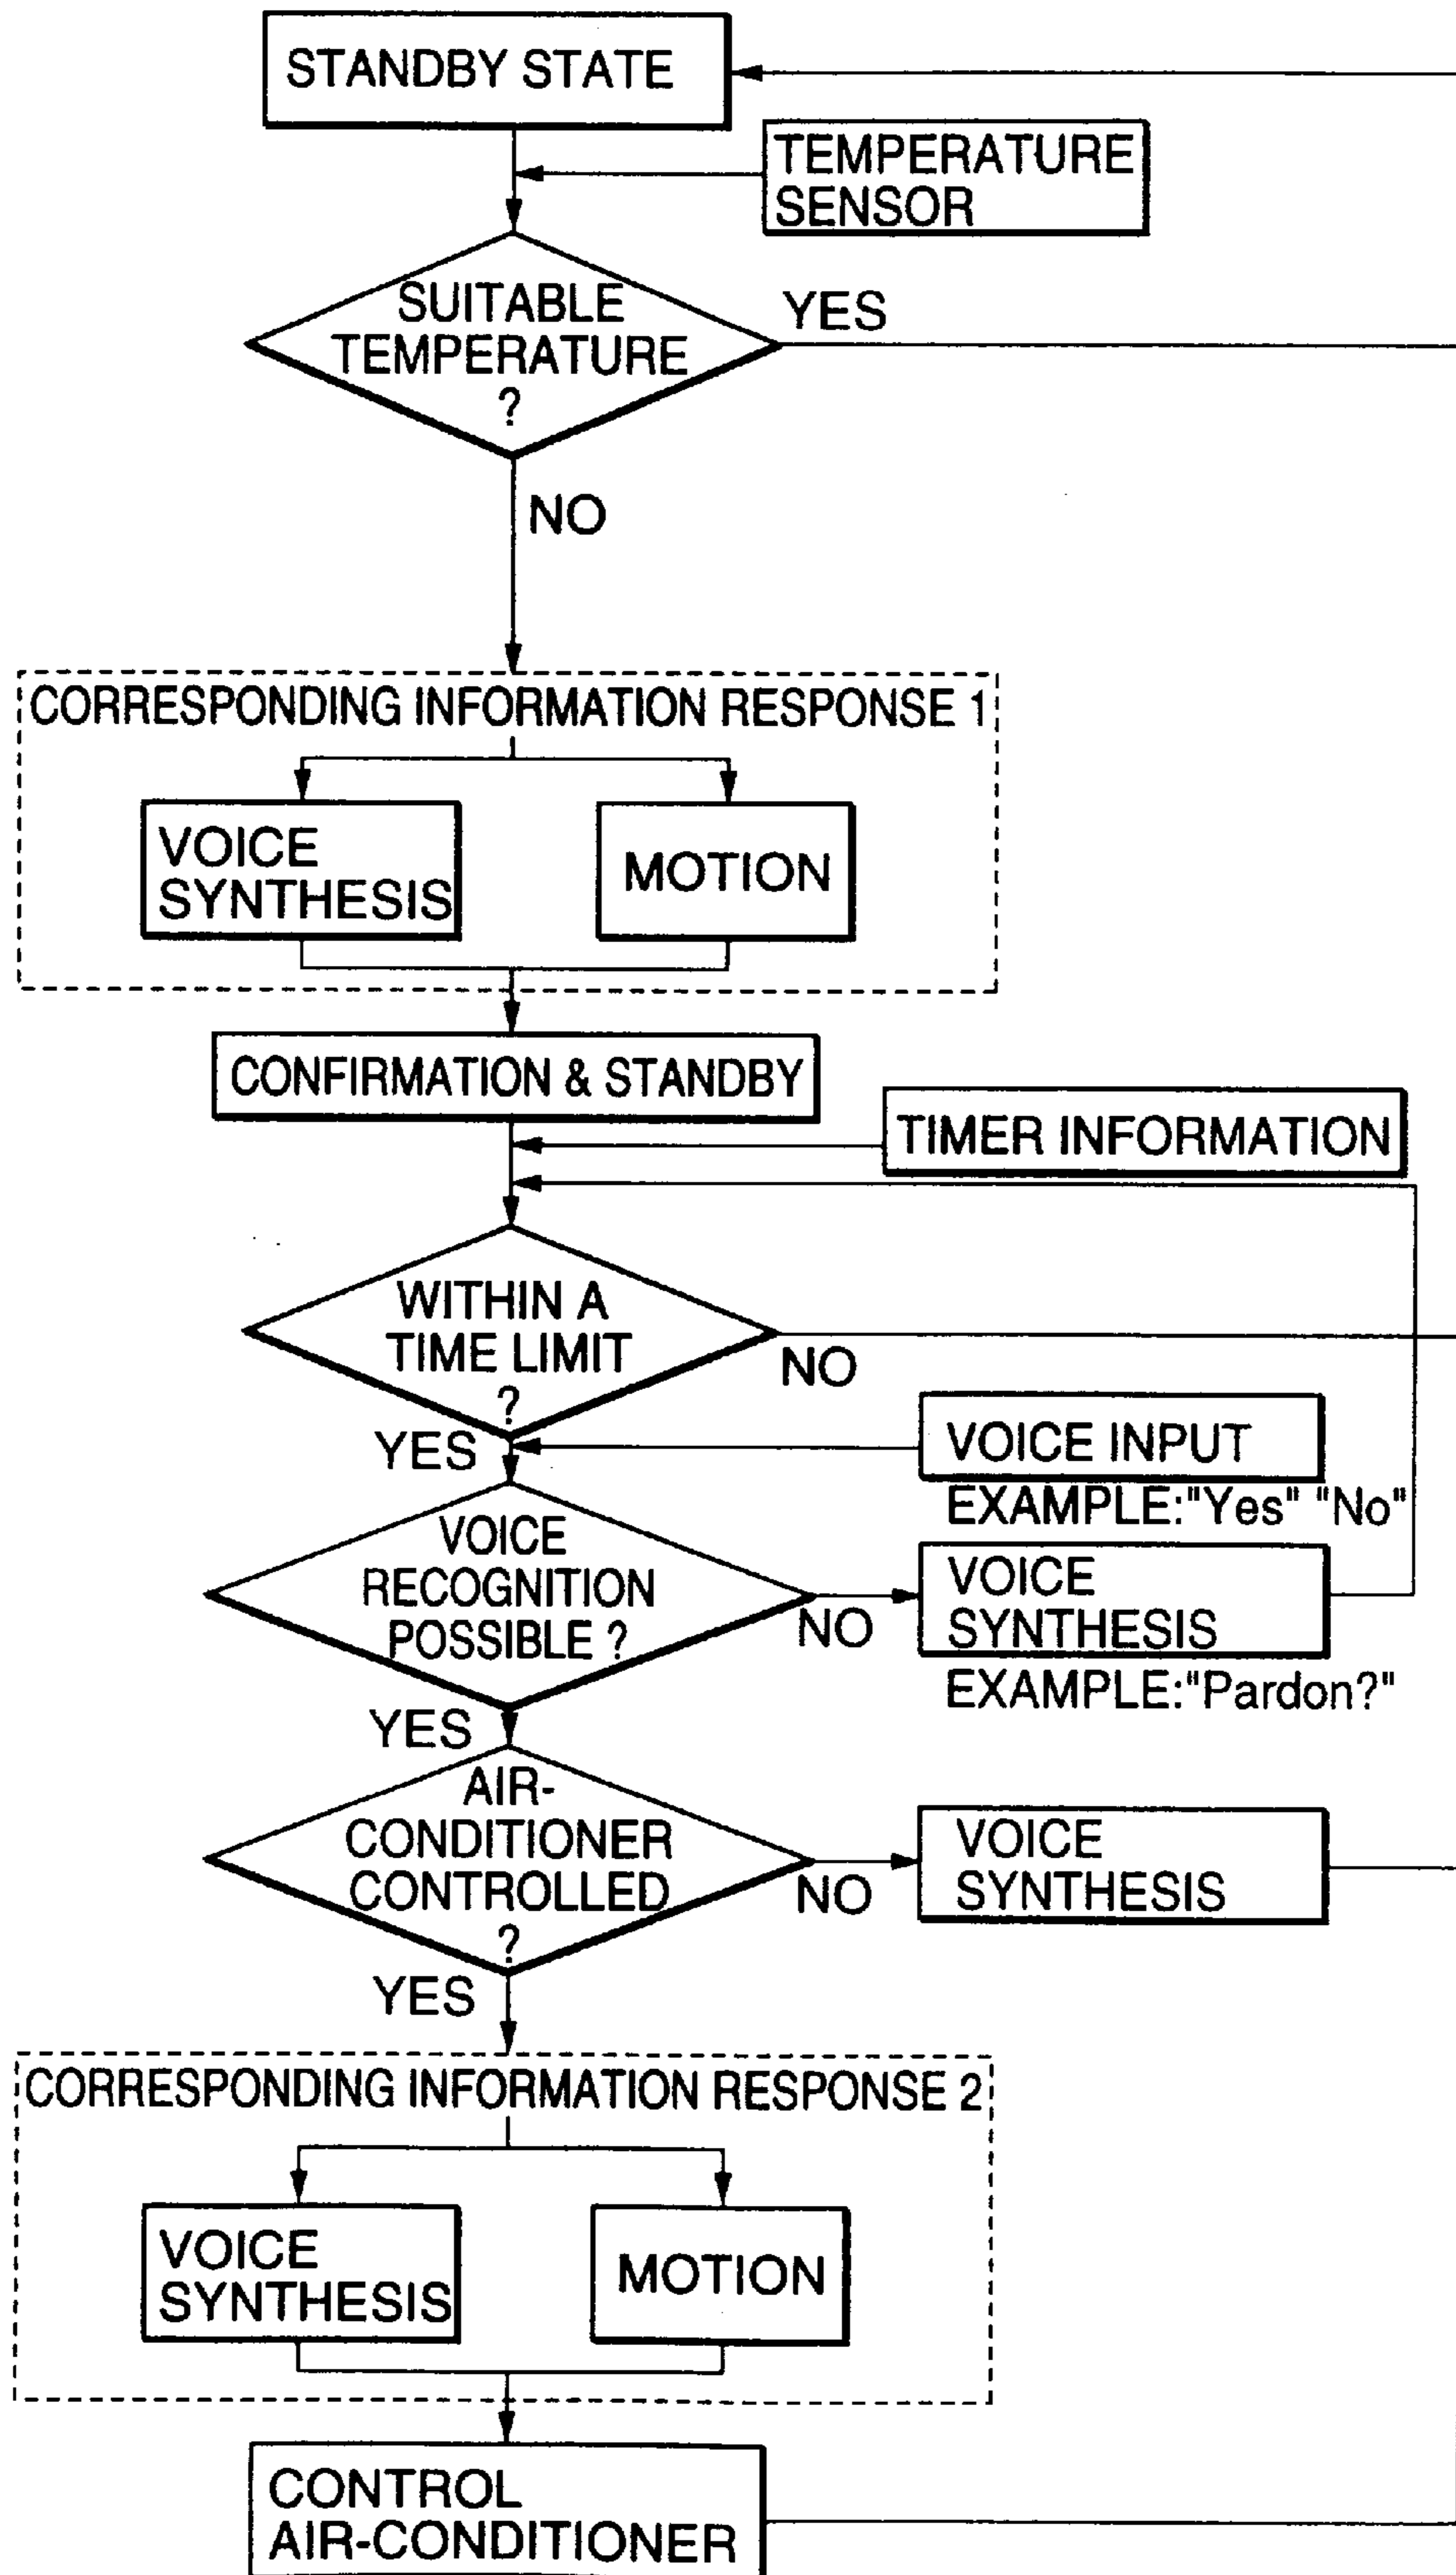 STANDBY STATE
TEMPERATURE
SENSOR
SUITABLE
TEMPERATURE
?
YES
NO
CORRESPONDING INFORMATION RESPONSE 1
VOICE
SYNTHESIS
MOTION
CONFIRMATION & STANDBY
TIMER INFORMATION
WITHIN A
TIME LIMIT
?
NO
YES
VOICE INPUT
EXAMPLE:"Yes" "No"
VOICE
RECOGNITION
POSSIBLE ?
NO
VOICE
SYNTHESIS
EXAMPLE:"Pardon?"
YES
AIR-
CONDITIONER
CONTROLLED
?
NO
VOICE
SYNTHESIS
YES
CORRESPONDING INFORMATION RESPONSE 2
VOICE
SYNTHESIS
MOTION
CONTROL
AIR-CONDITIONER